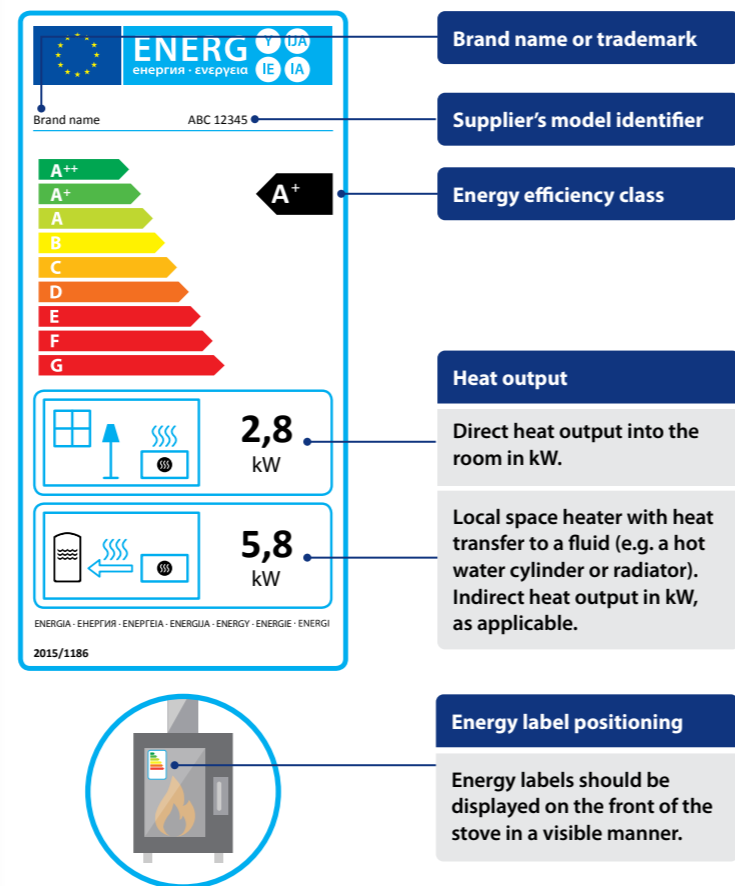 ENERG Y IJA
енергия · ενεργεια IE IA
Brand name ABC 12345
A++
A+
A
B
C
D
E
F
G
A+
2,8
kW
5,8
kW
ENERGIA · ЕНЕРГИЯ · ΕΝΕΡΓΕΙΑ · ENERGIJA · ENERGY · ENERGIE · ENERGI
2015/1186
Brand name or trademark
Supplier's model identifier
Energy efficiency class
Heat output
Direct heat output into the
room in kW.
Local space heater with heat
transfer to a fluid (e.g. a hot
water cylinder or radiator).
Indirect heat output in kW,
as applicable.
Energy label positioning
Energy labels should be
displayed on the front of the
stove in a visible manner.